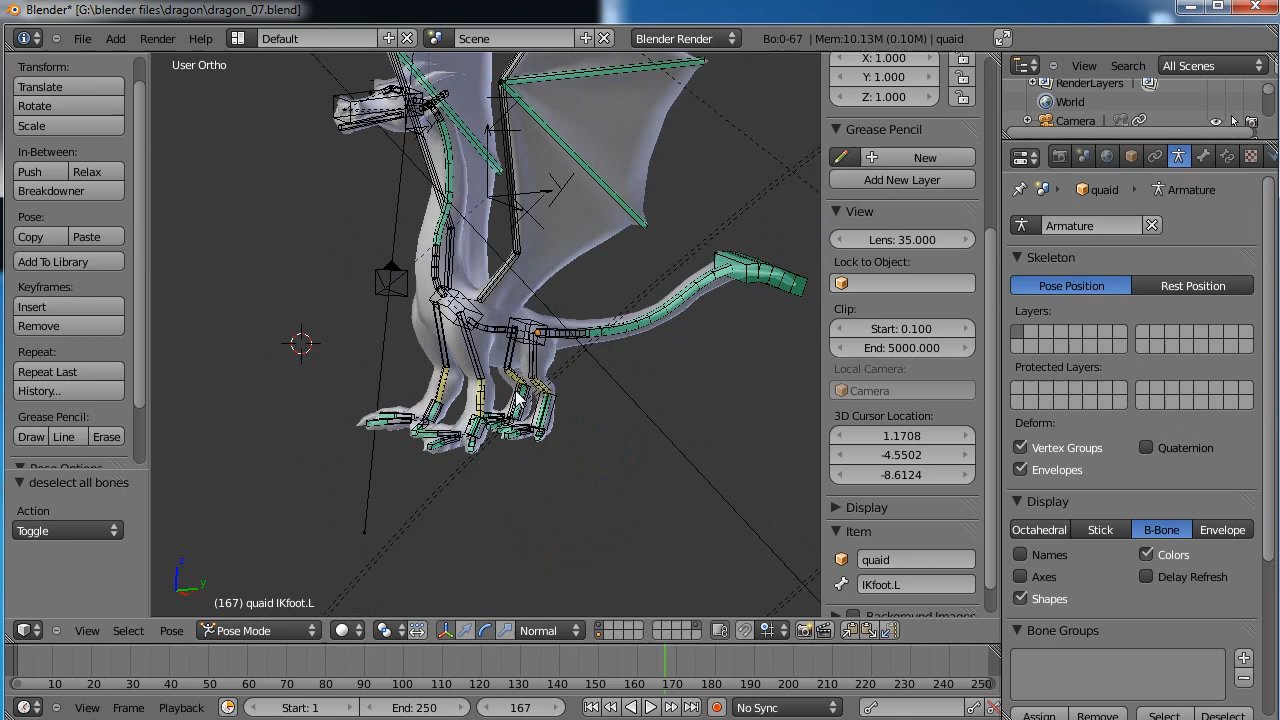 Blender* [G:\blender files\dragon\dragon_07.blend]
File Add Render Help Default Scene Blender Render Bo:0-67 | Mem:10.13M (0.10M) | quaid
Transform:
Translate
Rotate
Scale
In-Between:
Push Relax
Breakdowner
Pose:
Copy Paste
Add To Library
Keyframes:
Insert
Remove
Repeat:
Repeat Last
History...
Grease Pencil:
Draw Line Erase
Pose Options
deselect all bones
Action
Toggle
User Ortho
Y
z
y
(167) quaid IKfoot.L
X: 1.000
Y: 1.000
Z: 1.000
Grease Pencil
New
Add New Layer
View
Lens: 35.000
Lock to Object:
Clip:
Start: 0.100
End: 5000.000
Local Camera:
Camera
3D Cursor Location:
1.1708
-4.5502
-8.6124
Display
Item
quaid
IKfoot.L
Background Images
View Search All Scenes
RenderLayers
World
Camera
quaid Armature
Armature
Skeleton
Pose Position Rest Position
Layers:
Protected Layers:
Deform:
Vertex Groups Quaternion
Envelopes
Display
Octahedral Stick B-Bone Envelope
Names Colors
Axes Delay Refresh
Shapes
Bone Groups
Assign Remove Select Deselect
View Select Pose Pose Mode Normal
10 20 30 40 50 60 70 80 90 100 110 120 130 140 150 160 170 180 190 200 210 220 230 240 250
View Frame Playback Start: 1 End: 250 167 No Sync